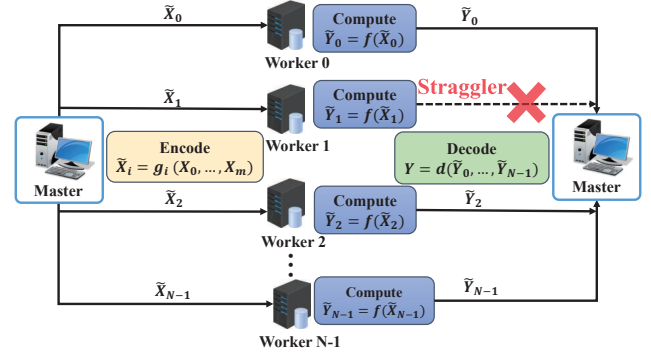 X̃₀
Compute
Ỹ₀ = f(X̃₀)
Ỹ₀
Worker 0
X̃₁
Compute
Ỹ₁ = f(X̃₁)
Straggler
Worker 1
Master
Encode
X̃ᵢ = gᵢ (X₀, …, Xₘ)
Decode
Y = d(Ỹ₀, …, Ỹ_{N−1})
Master
X̃₂
Compute
Ỹ₂ = f(X̃₂)
Ỹ₂
Worker 2
X̃_{N−1}
Compute
Ỹ_{N−1} = f(X̃_{N−1})
Ỹ_{N−1}
Worker N-1